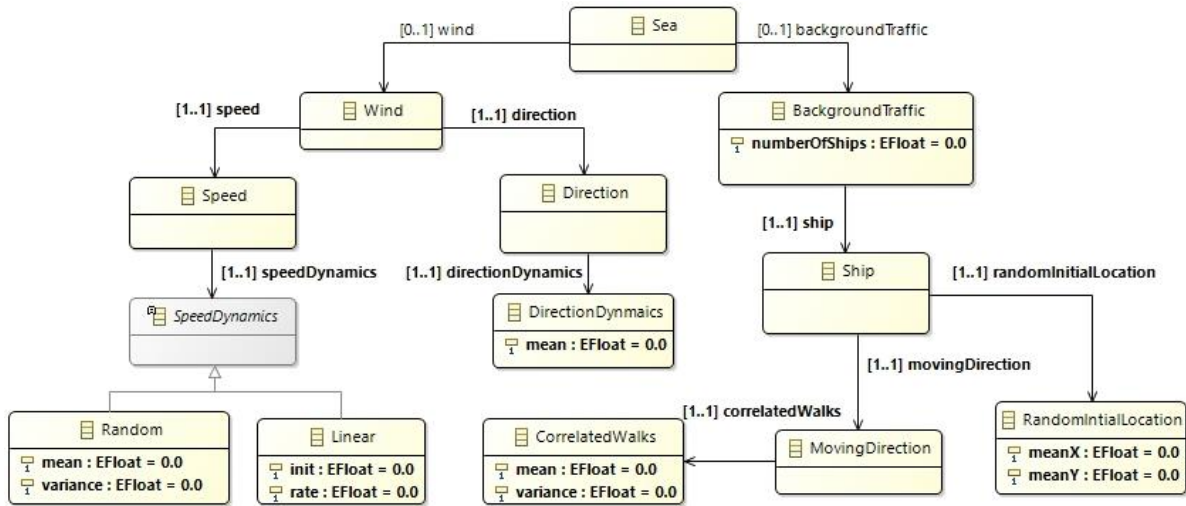 Sea
[0..1] wind
[0..1] backgroundTraffic
Wind
BackgroundTraffic
numberOfShips : EFloat = 0.0
[1..1] speed
[1..1] direction
Speed
Direction
[1..1] ship
[1..1] speedDynamics
[1..1] directionDynamics
Ship
[1..1] randomInitialLocation
SpeedDynamics
DirectionDynmaics
mean : EFloat = 0.0
[1..1] movingDirection
[1..1] correlatedWalks
Random
mean : EFloat = 0.0
variance : EFloat = 0.0
Linear
init : EFloat = 0.0
rate : EFloat = 0.0
CorrelatedWalks
mean : EFloat = 0.0
variance : EFloat = 0.0
MovingDirection
RandomIntialLocation
meanX : EFloat = 0.0
meanY : EFloat = 0.0